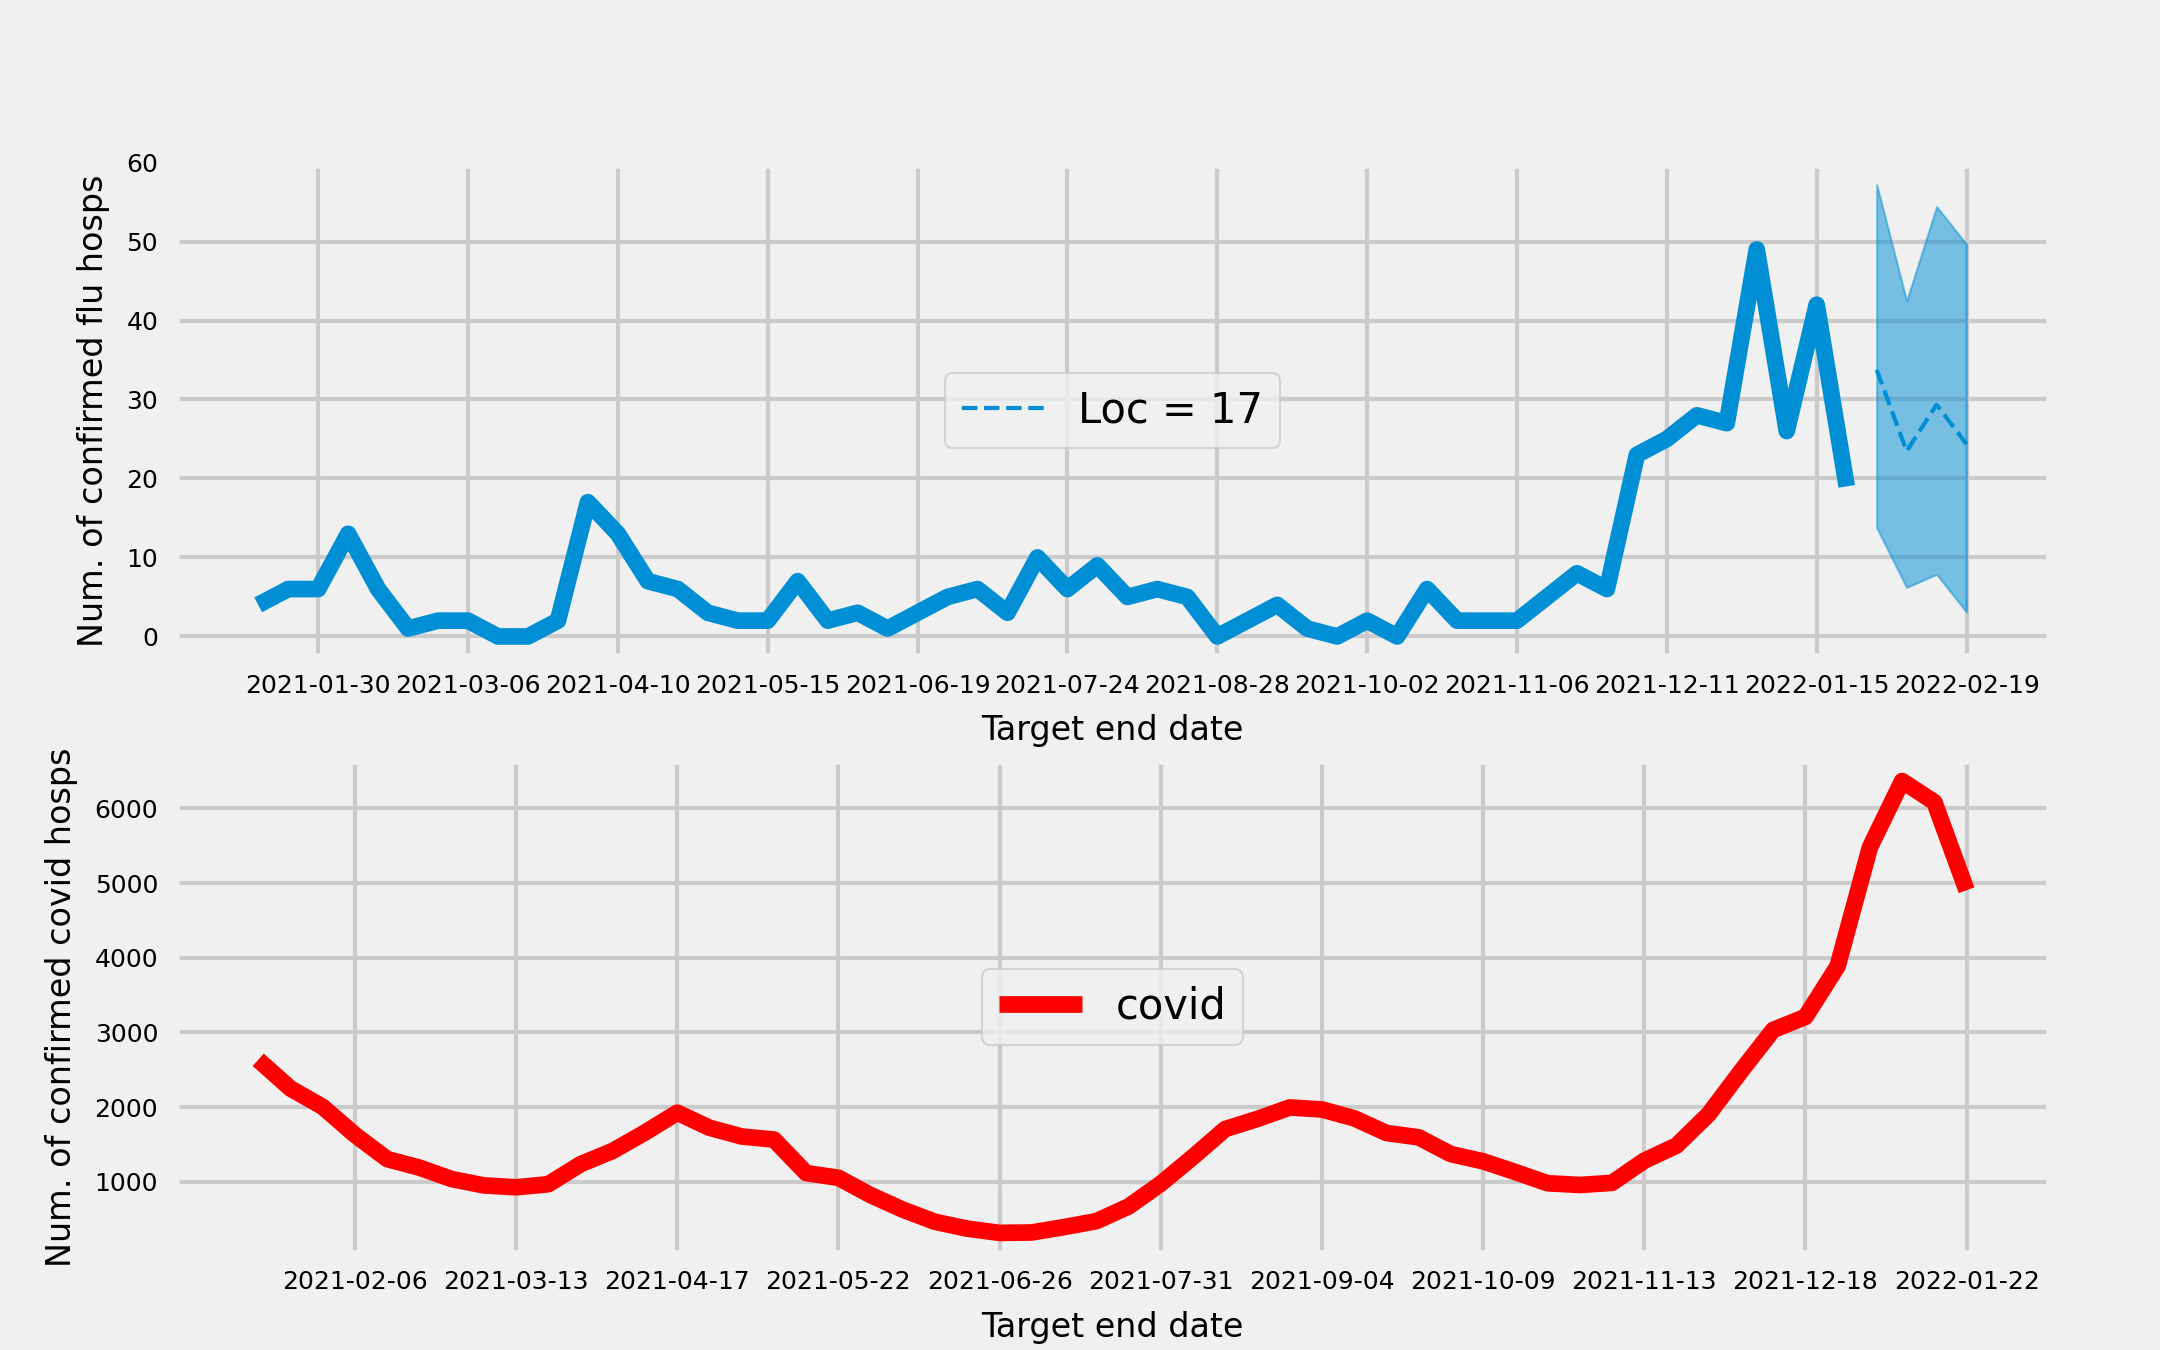 Num. of confirmed flu hosps
60
50
40
30
20
10
0
Loc = 17
2021-01-30 2021-03-06 2021-04-10 2021-05-15 2021-06-19 2021-07-24 2021-08-28 2021-10-02 2021-11-06 2021-12-11 2022-01-15 2022-02-19
Target end date
Num. of confirmed covid hosps
6000
5000
4000
3000
2000
1000
covid
2021-02-06 2021-03-13 2021-04-17 2021-05-22 2021-06-26 2021-07-31 2021-09-04 2021-10-09 2021-11-13 2021-12-18 2022-01-22
Target end date